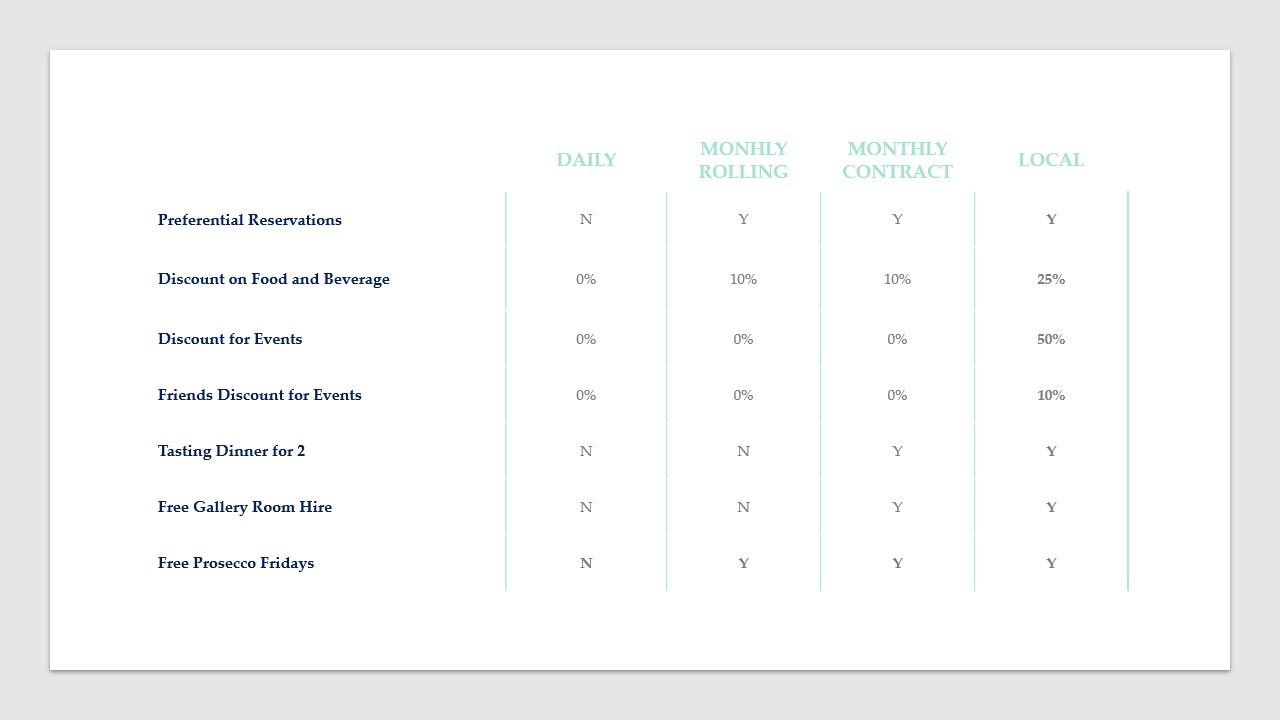 DAILY MONHLY ROLLING MONTHLY CONTRACT LOCAL
Preferential Reservations N Y Y Y
Discount on Food and Beverage 0% 10% 10% 25%
Discount for Events 0% 0% 0% 50%
Friends Discount for Events 0% 0% 0% 10%
Tasting Dinner for 2 N N Y Y
Free Gallery Room Hire N N Y Y
Free Prosecco Fridays N Y Y Y